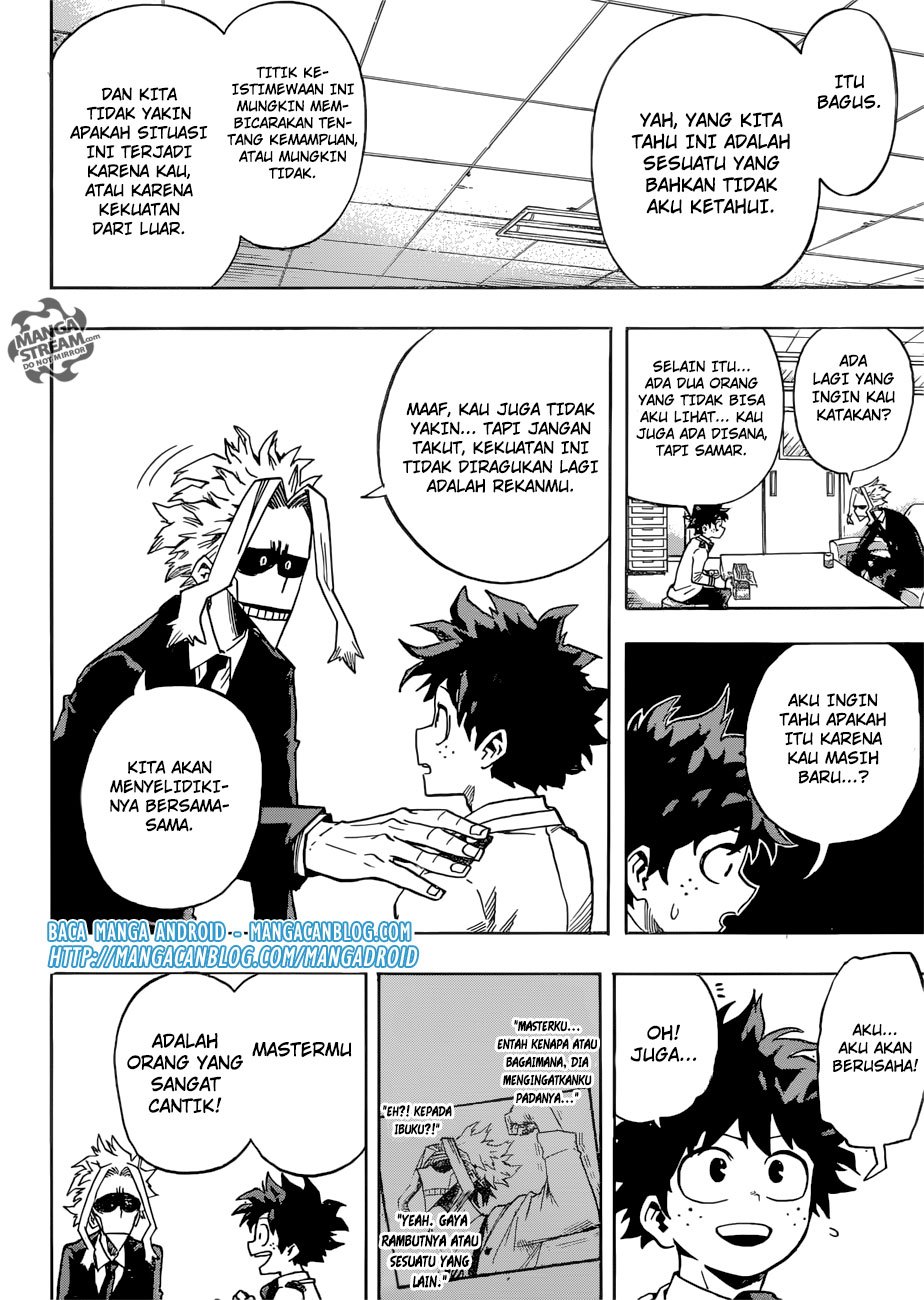 ITU
BAGUS.
YAH, YANG KITA
TAHU INI ADALAH
SESUATU YANG
BAHKAN TIDAK
AKU KETAHUI.
TITIK KE-
ISTIMEWAAN INI
MUNGKIN MEM-
BICARAKAN TEN-
TANG KEMAMPUAN,
ATAU MUNGKIN
TIDAK.
DAN KITA
TIDAK YAKIN
APAKAH SITUASI
INI TERJADI
KARENA KAU,
ATAU KARENA
KEKUATAN
DARI LUAR.
MANGA
STREAM.com
DO NOT MIRROR
ADA
LAGI YANG
INGIN KAU
KATAKAN?
SELAIN ITU...
ADA DUA ORANG
YANG TIDAK BISA
AKU LIHAT... KAU
JUGA ADA DISANA,
TAPI SAMAR.
AKU INGIN
TAHU APAKAH
ITU KARENA
KAU MASIH
BARU...?
MAAF, KAU JUGA TIDAK
YAKIN... TAPI JANGAN
TAKUT, KEKUATAN INI
TIDAK DIRAGUKAN LAGI
ADALAH REKANMU.
KITA AKAN
MENYELIDIKI-
NYA BERSAMA-
SAMA.
BACA MANGA ANDROID - MANGACANBLOG.COM
HTTP://MANGACANBLOG.COM/MANGADROID
AKU...
AKU AKAN
BERUSAHA!
OH!
JUGA...
"MASTERKU...
ENTAH KENAPA ATAU
BAGAIMANA, DIA
MENGINGATKANKU
PADANYA..."
"EH?! KEPADA
IBUKU?!"
"YEAH. GAYA
RAMBUTNYA ATAU
SESUATU YANG
LAIN."
MASTERMU
ADALAH
ORANG YANG
SANGAT
CANTIK!